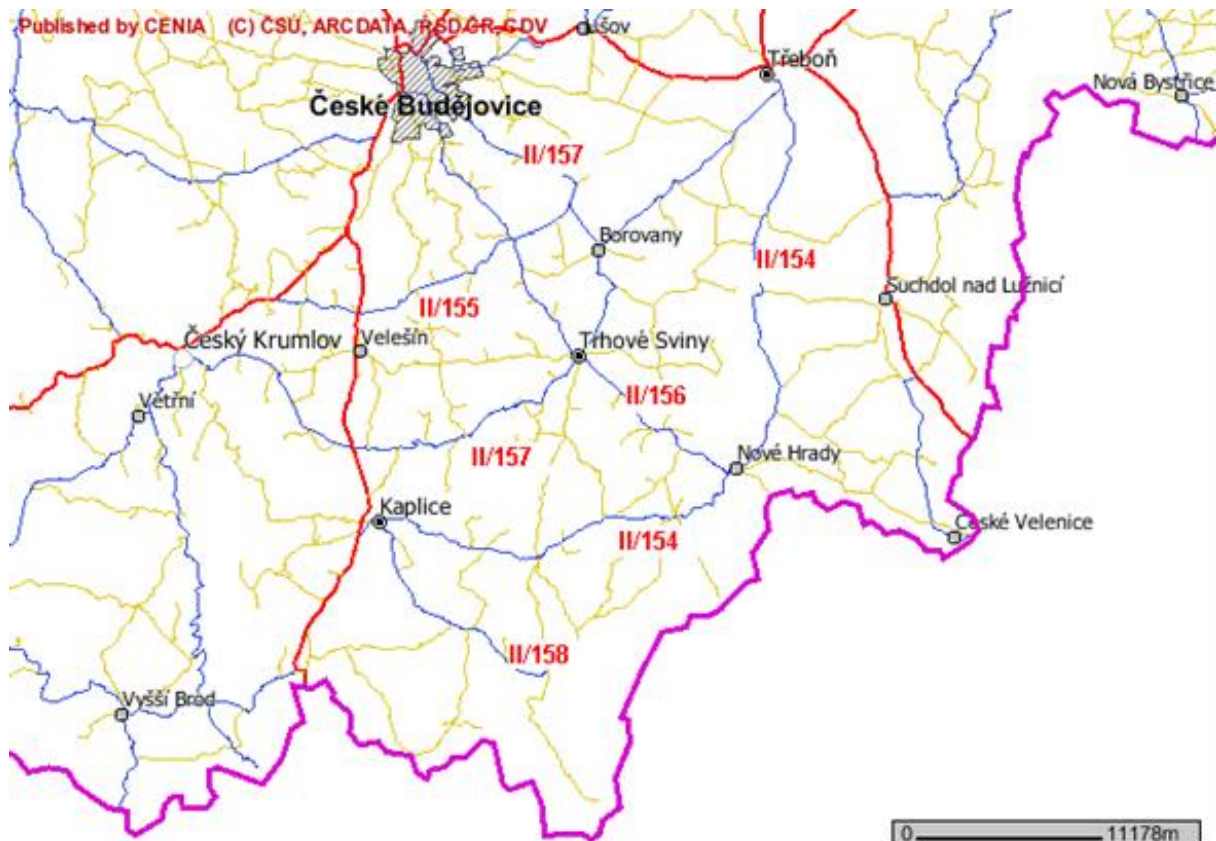 Published by CENIA (C) ČSÚ, ARCDATA, ŘSD ČR, CDV
Třeboň
Nová Bystřice
České Budějovice
II/157
Borovany
II/154
Suchdol nad Lužnicí
II/155
Český Krumlov
Velešín
Trhové Sviny
II/156
Větřní
II/157
Nové Hrady
Kaplice
České Velenice
II/154
II/158
Vyšší Brod
0 11178m